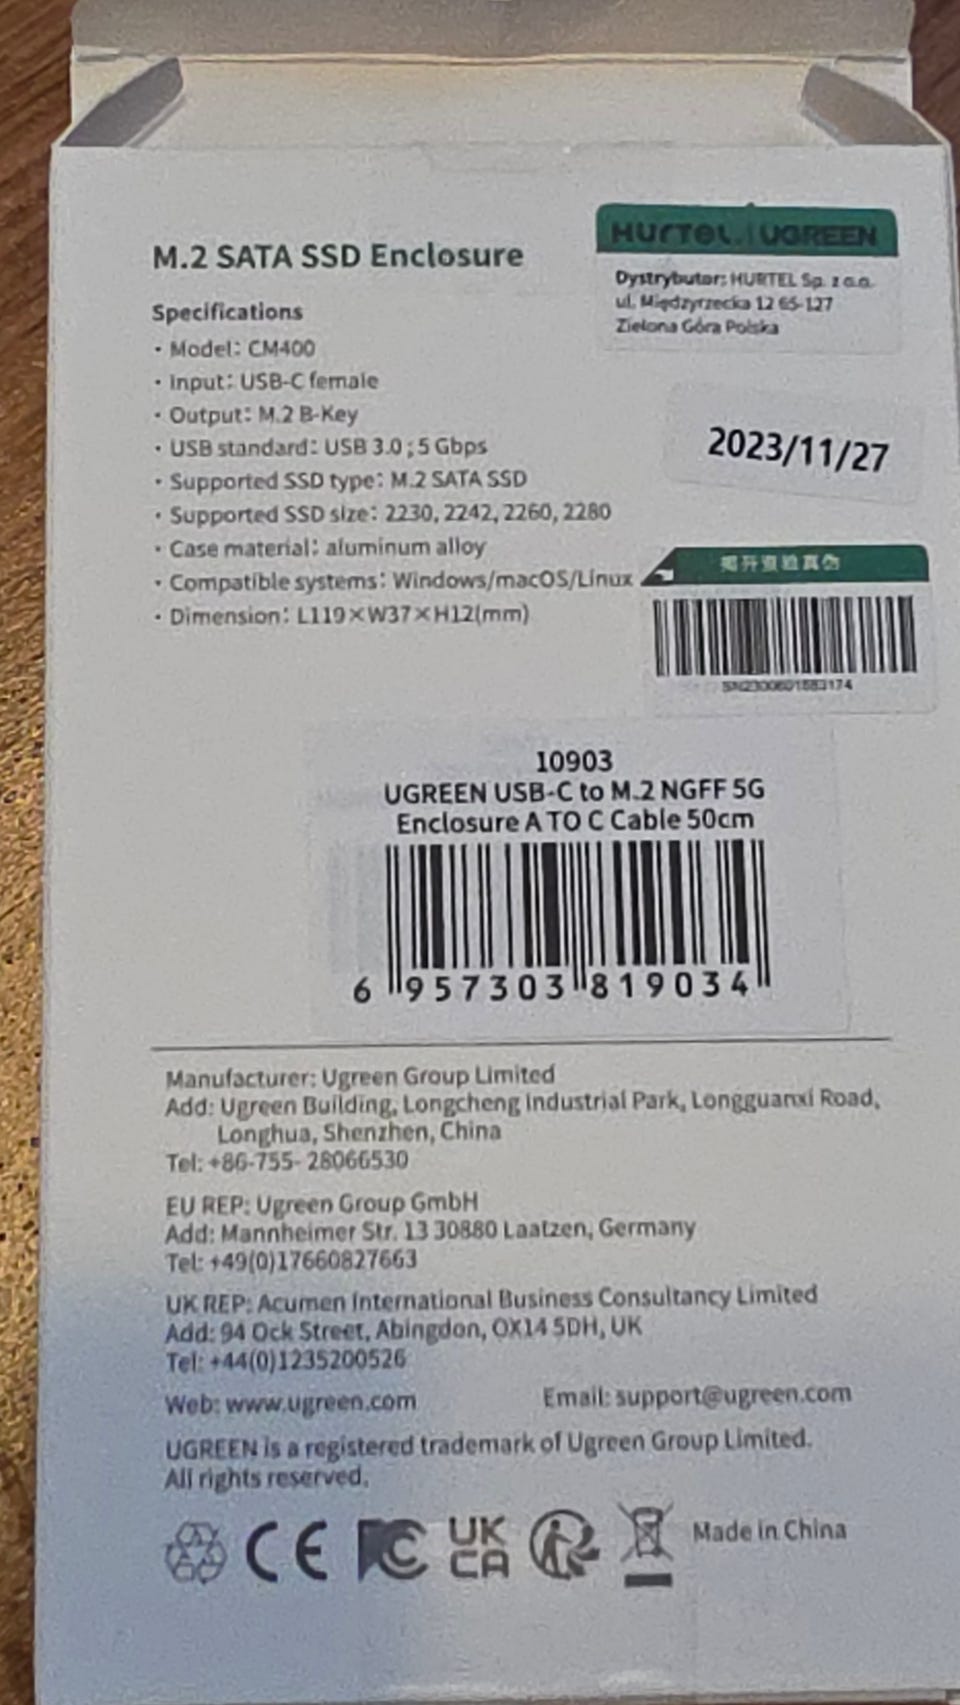 M.2 SATA SSD Enclosure
Specifications
• Model: CM400
• Input: USB-C female
• Output: M.2 B-Key
• USB standard: USB 3.0 ; 5 Gbps
• Supported SSD type: M.2 SATA SSD
• Supported SSD size: 2230, 2242, 2260, 2280
• Case material: aluminum alloy
• Compatible systems: Windows/macOS/Linux
• Dimension: L119×W37×H12(mm)
HURTEL | UGREEN
Dystrybutor: HURTEL Sp. z o.o.
ul. Międzyrzecka 12 65-127
Zielona Góra Polska
2023/11/27
揭开查验真伪
10903
UGREEN USB-C to M.2 NGFF 5G
Enclosure A TO C Cable 50cm
6 957303 819034
Manufacturer: Ugreen Group Limited
Add: Ugreen Building, Longcheng Industrial Park, Longguanxi Road,
Longhua, Shenzhen, China
Tel: +86-755- 28066530
EU REP: Ugreen Group GmbH
Add: Mannheimer Str. 13 30880 Laatzen, Germany
Tel: +49(0)17660827663
UK REP: Acumen International Business Consultancy Limited
Add: 94 Ock Street, Abingdon, OX14 5DH, UK
Tel: +44(0)1235200526
Web: www.ugreen.com Email: support@ugreen.com
UGREEN is a registered trademark of Ugreen Group Limited.
All rights reserved.
CE FC UK
CA
Made in China